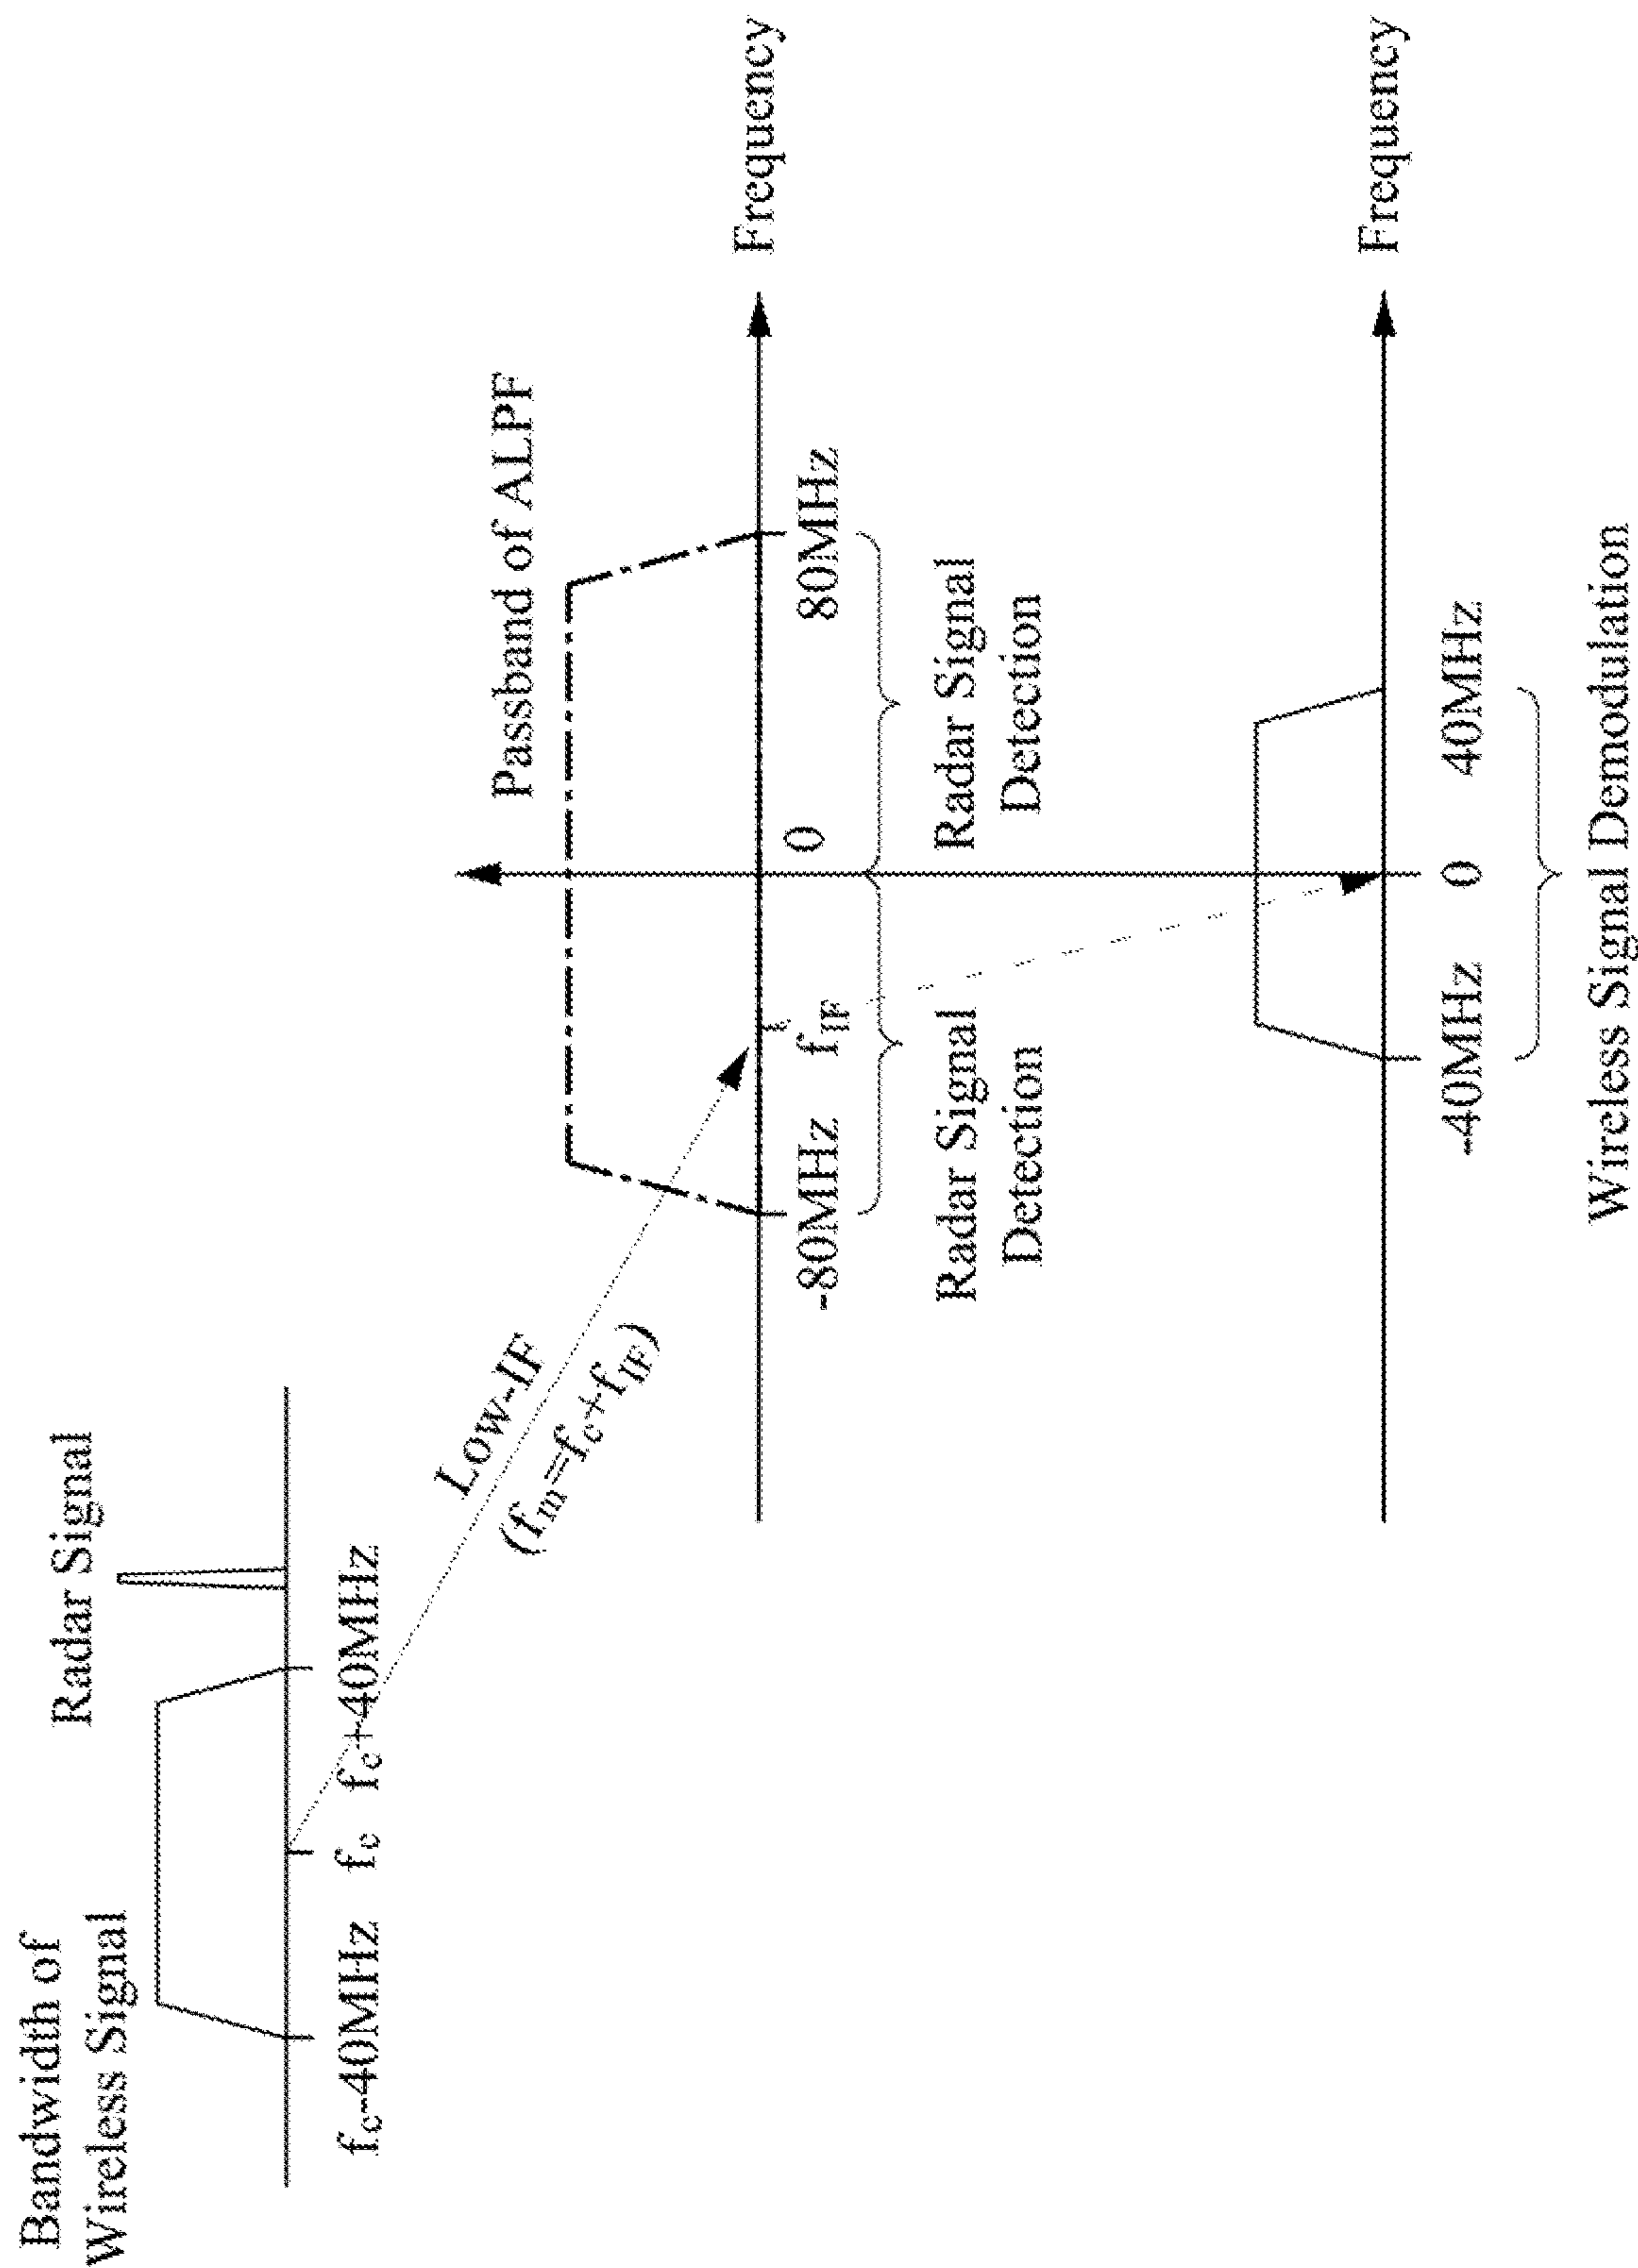 Bandwidth of
Wireless Signal
Radar Signal
fc-40MHz fc fc+40MHz
Low-IF
(fm=fc+fIF)
Passband of ALPF
-80MHz fIF 0 80MHz
Frequency
Radar Signal
Detection
Radar Signal
Detection
-40MHz 0 40MHz
Frequency
Wireless Signal Demodulation